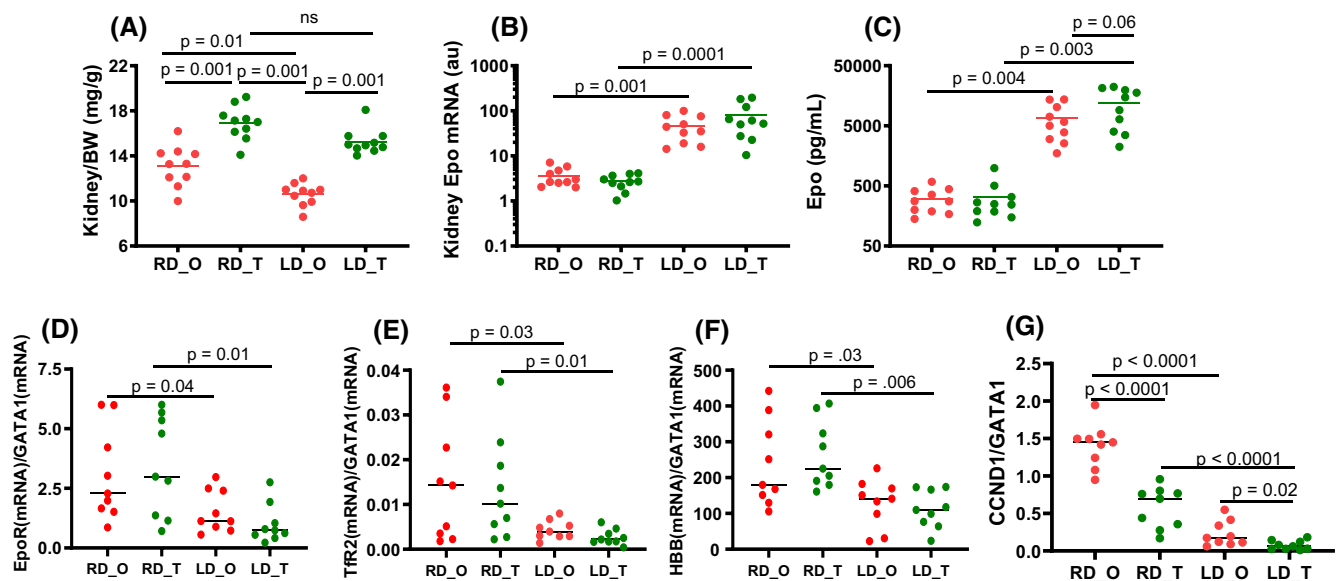 (A)
ns
p = 0.01
p = 0.001
p = 0.001
p = 0.001
Kidney/BW (mg/g)
22
18
14
10
6
RD_O
RD_T
LD_O
LD_T
(B)
p = 0.0001
p = 0.001
Kidney Epo mRNA (au)
1000
100
10
1
0.1
RD_O
RD_T
LD_O
LD_T
(C)
p = 0.06
p = 0.003
p = 0.004
Epo (pg/mL)
50000
5000
500
50
RD_O
RD_T
LD_O
LD_T
(D)
p = 0.01
p = 0.04
EpoR(mRNA)/GATA1(mRNA)
7.5
5.0
2.5
0.0
RD_O
RD_T
LD_O
LD_T
(E)
p = 0.03
p = 0.01
TfR2(mRNA)/GATA1(mRNA)
0.04
0.03
0.02
0.01
0.00
RD_O
RD_T
LD_O
LD_T
(F)
p = .03
p = .006
HBB(mRNA)/GATA1(mRNA)
500
400
300
200
100
0
RD_O
RD_T
LD_O
LD_T
(G)
p < 0.0001
p < 0.0001
p < 0.0001
p = 0.02
CCND1/GATA1
2.5
2.0
1.5
1.0
0.5
0.0
RD_O
RD_T
LD_O
LD_T